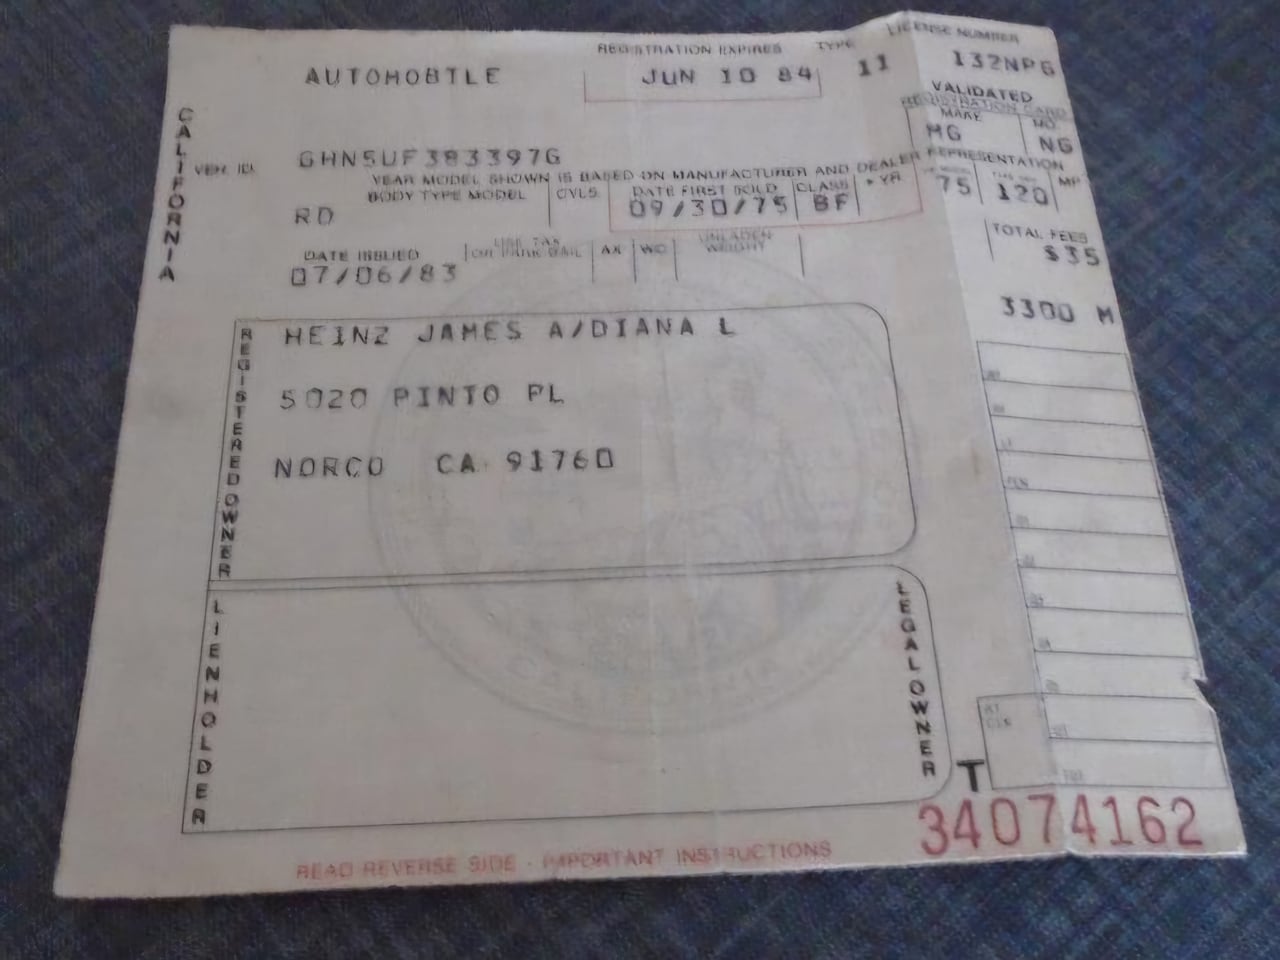 REGISTRATION EXPIRES TYPE LICENSE NUMBER
AUTOMOBILE JUN 10 84 11 132NPG
VALIDATED
REGISTRATION CARD
MAKE MO
MG NG
CALIFORNIA
VEH. ID. GHN5UF383397G
YEAR MODEL SHOWN IS BASED ON MANUFACTURER AND DEALER REPRESENTATION
BODY TYPE MODEL CYLS DATE FIRST SOLD CLASS YR MP
RD 09/30/75 BF 75 120
DATE ISSUED AX WC UNLADEN WEIGHT TOTAL FEES
07/06/83 $35
3300 M
REGISTERED OWNER
HEINZ JAMES A/DIANA L
5020 PINTO PL
NORCO CA 91760
LIENHOLDER
LEGAL OWNER
T
34074162
READ REVERSE SIDE - IMPORTANT INSTRUCTIONS